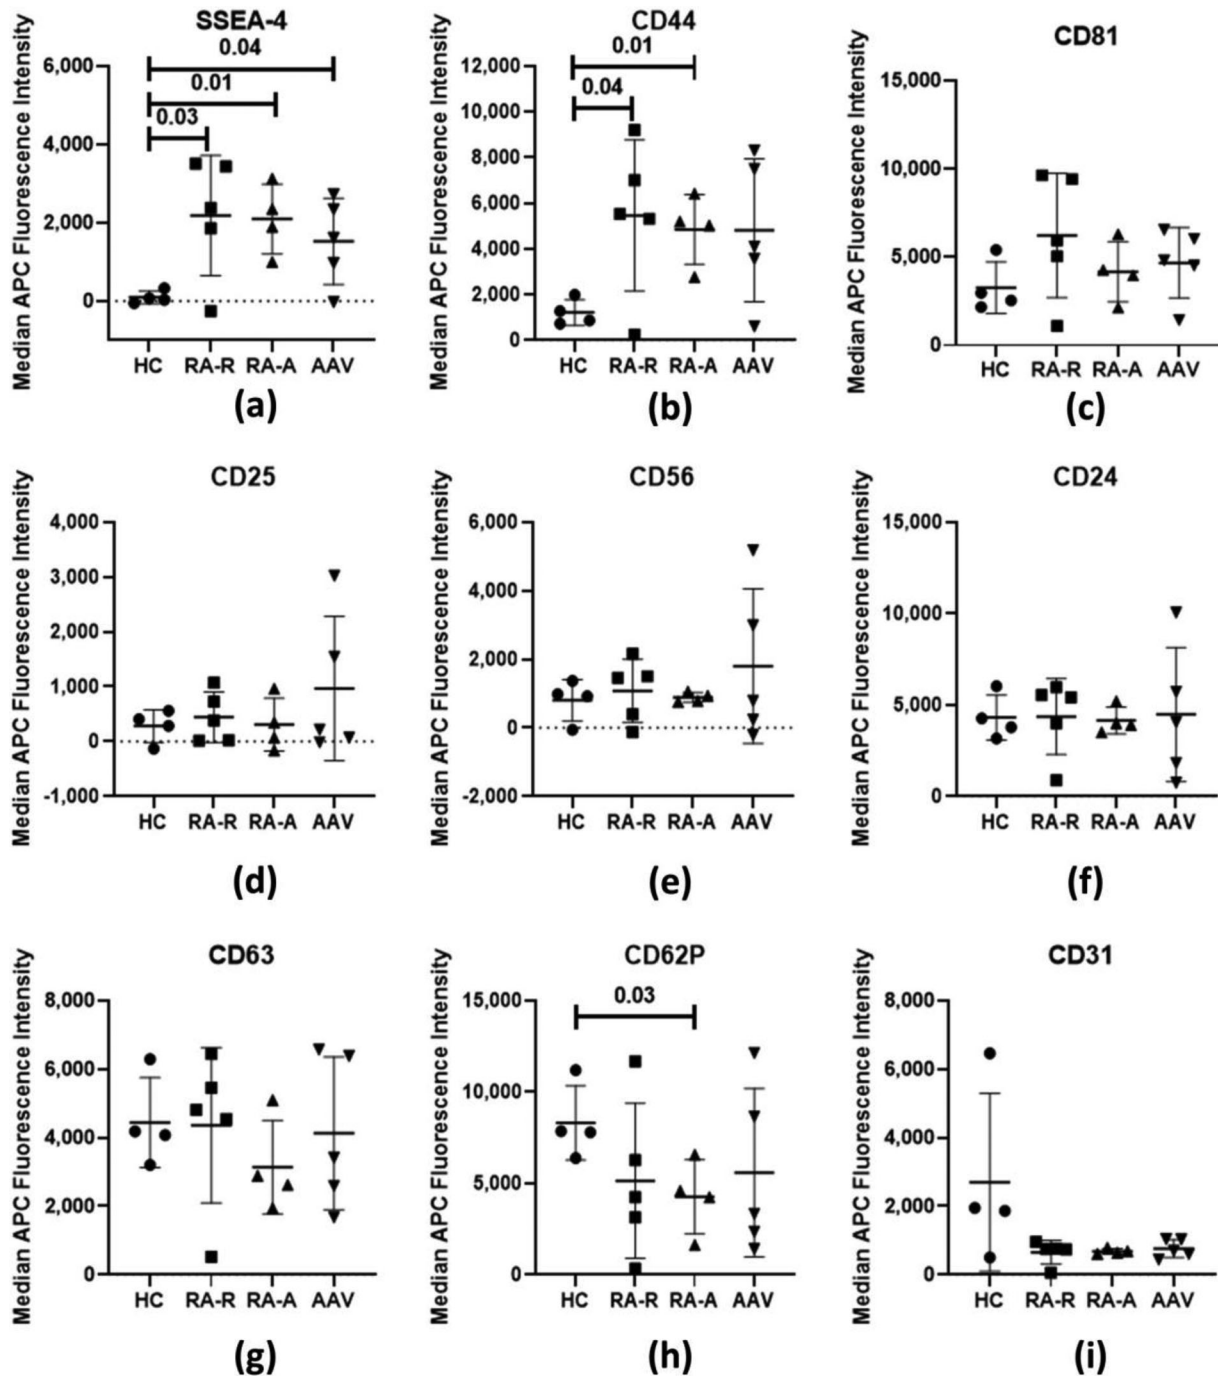 SSEA-4
Median APC Fluorescence Intensity
6,000
4,000
2,000
0
0.04
0.01
0.03
HC RA-R RA-A AAV
(a)
CD44
Median APC Fluorescence Intensity
12,000
10,000
8,000
6,000
4,000
2,000
0
0.01
0.04
HC RA-R RA-A AAV
(b)
CD81
Median APC Fluorescence Intensity
15,000
10,000
5,000
0
HC RA-R RA-A AAV
(c)
CD25
Median APC Fluorescence Intensity
4,000
3,000
2,000
1,000
0
-1,000
HC RA-R RA-A AAV
(d)
CD56
Median APC Fluorescence Intensity
6,000
4,000
2,000
0
-2,000
HC RA-R RA-A AAV
(e)
CD24
Median APC Fluorescence Intensity
15,000
10,000
5,000
0
HC RA-R RA-A AAV
(f)
CD63
Median APC Fluorescence Intensity
8,000
6,000
4,000
2,000
0
HC RA-R RA-A AAV
(g)
CD62P
Median APC Fluorescence Intensity
15,000
10,000
5,000
0
0.03
HC RA-R RA-A AAV
(h)
CD31
Median APC Fluorescence Intensity
8,000
6,000
4,000
2,000
0
HC RA-R RA-A AAV
(i)